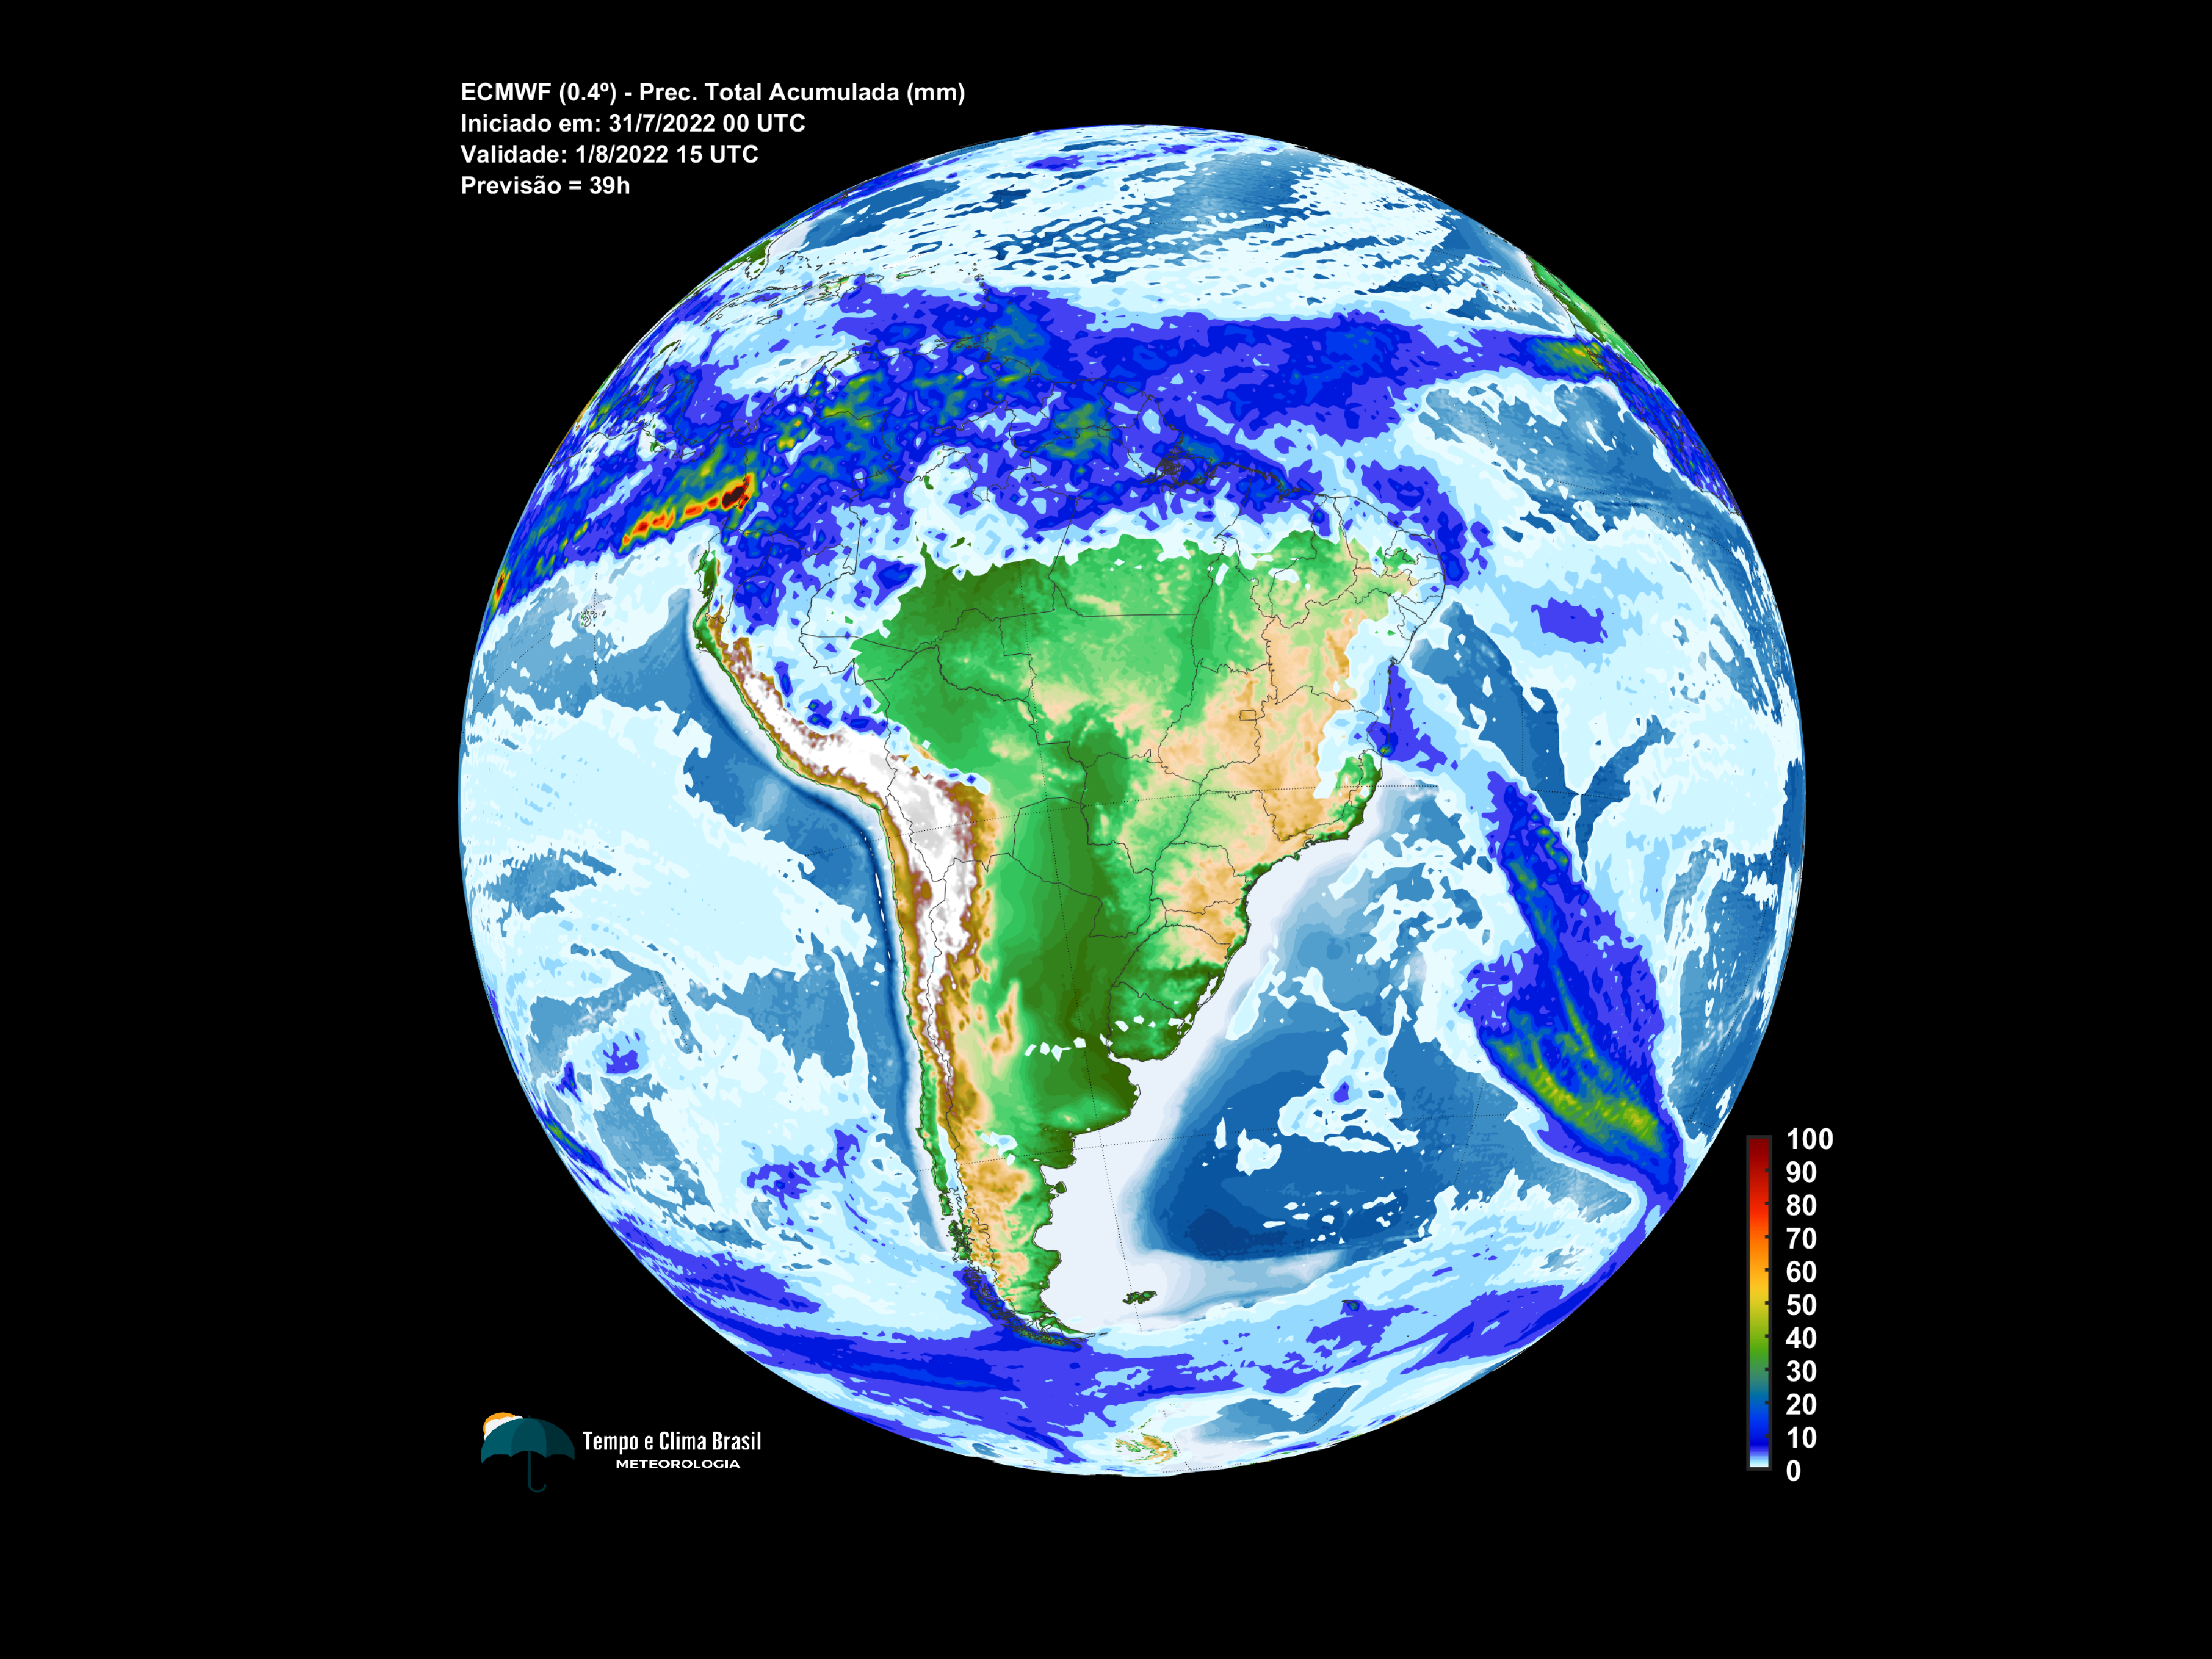 ECMWF (0.4º) - Prec. Total Acumulada (mm)
Iniciado em: 31/7/2022 00 UTC
Validade: 1/8/2022 15 UTC
Previsão = 39h
100
90
80
70
60
50
40
30
20
10
0
Tempo e Clima Brasil
METEOROLOGIA